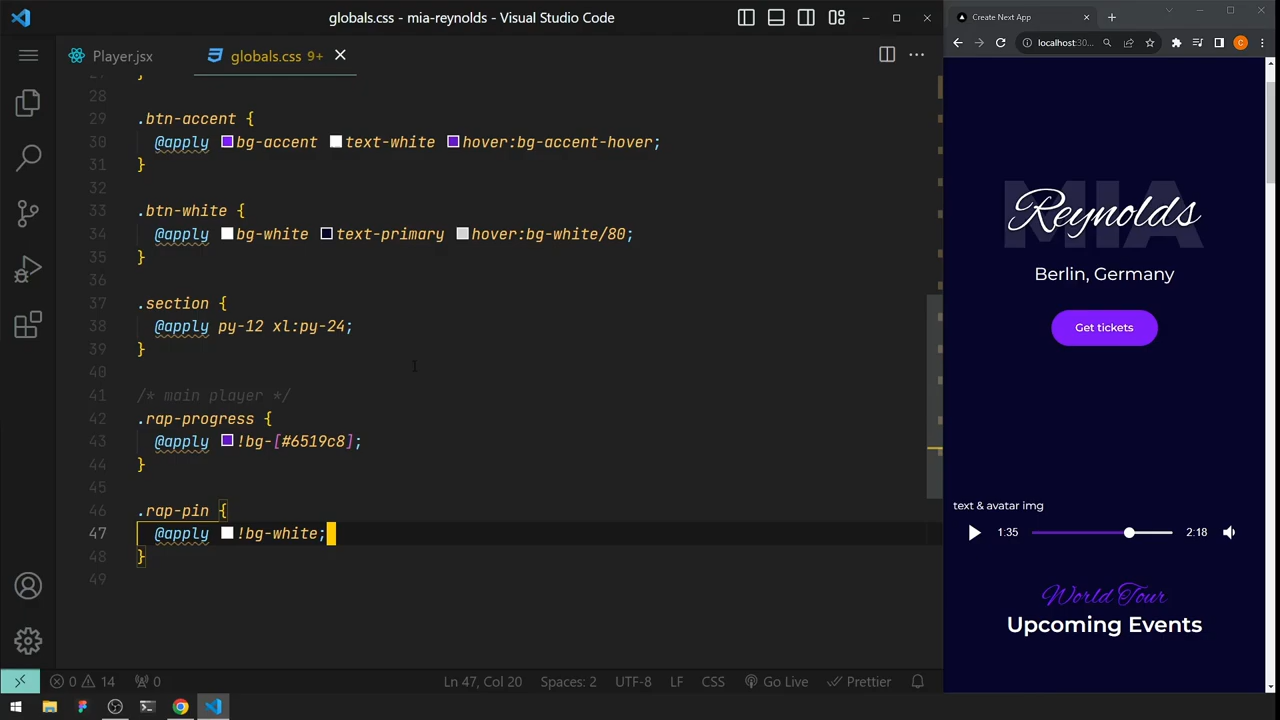 globals.css - mia-reynolds - Visual Studio Code
Player.jsx
globals.css 9+
28
29 .btn-accent {
30 @apply bg-accent text-white hover:bg-accent-hover;
31 }
32
33 .btn-white {
34 @apply bg-white text-primary hover:bg-white/80;
35 }
36
37 .section {
38 @apply py-12 xl:py-24;
39 }
40
41 /* main player */
42 .rap-progress {
43 @apply !bg-[#6519c8];
44 }
45
46 .rap-pin {
47 @apply !bg-white;
48 }
49
0 14 0
Ln 47, Col 20
Spaces: 2
UTF-8
LF
CSS
Go Live
Prettier
Create Next App
localhost:30...
C
MIA
Reynolds
Berlin, Germany
Get tickets
text & avatar img
1:35
2:18
World Tour
Upcoming Events